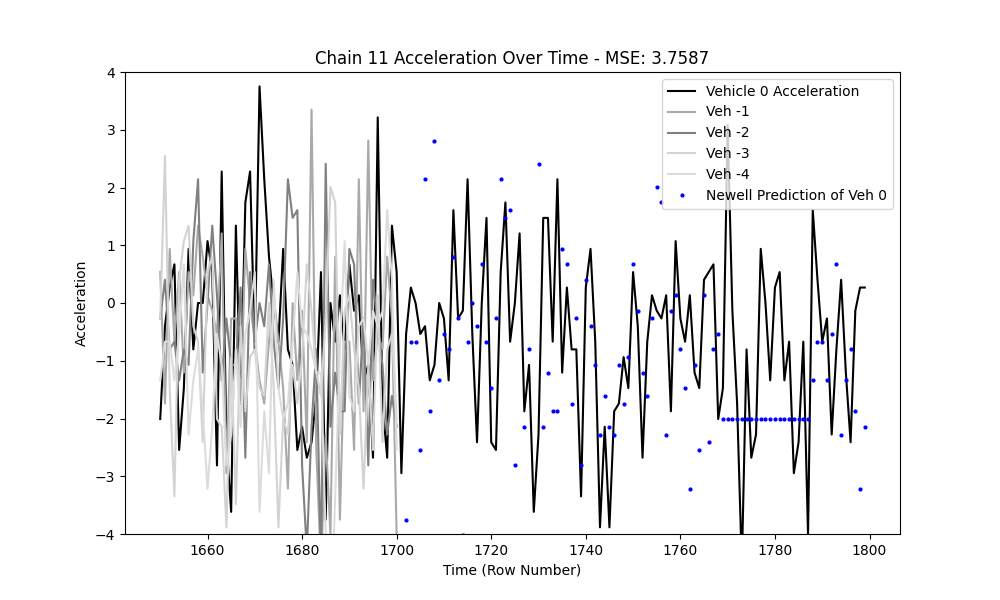 Chain 11 Acceleration Over Time - MSE: 3.7587
Acceleration
4
3
2
1
0
−1
−2
−3
−4
Vehicle 0 Acceleration
Veh -1
Veh -2
Veh -3
Veh -4
Newell Prediction of Veh 0
1660 1680 1700 1720 1740 1760 1780 1800
Time (Row Number)